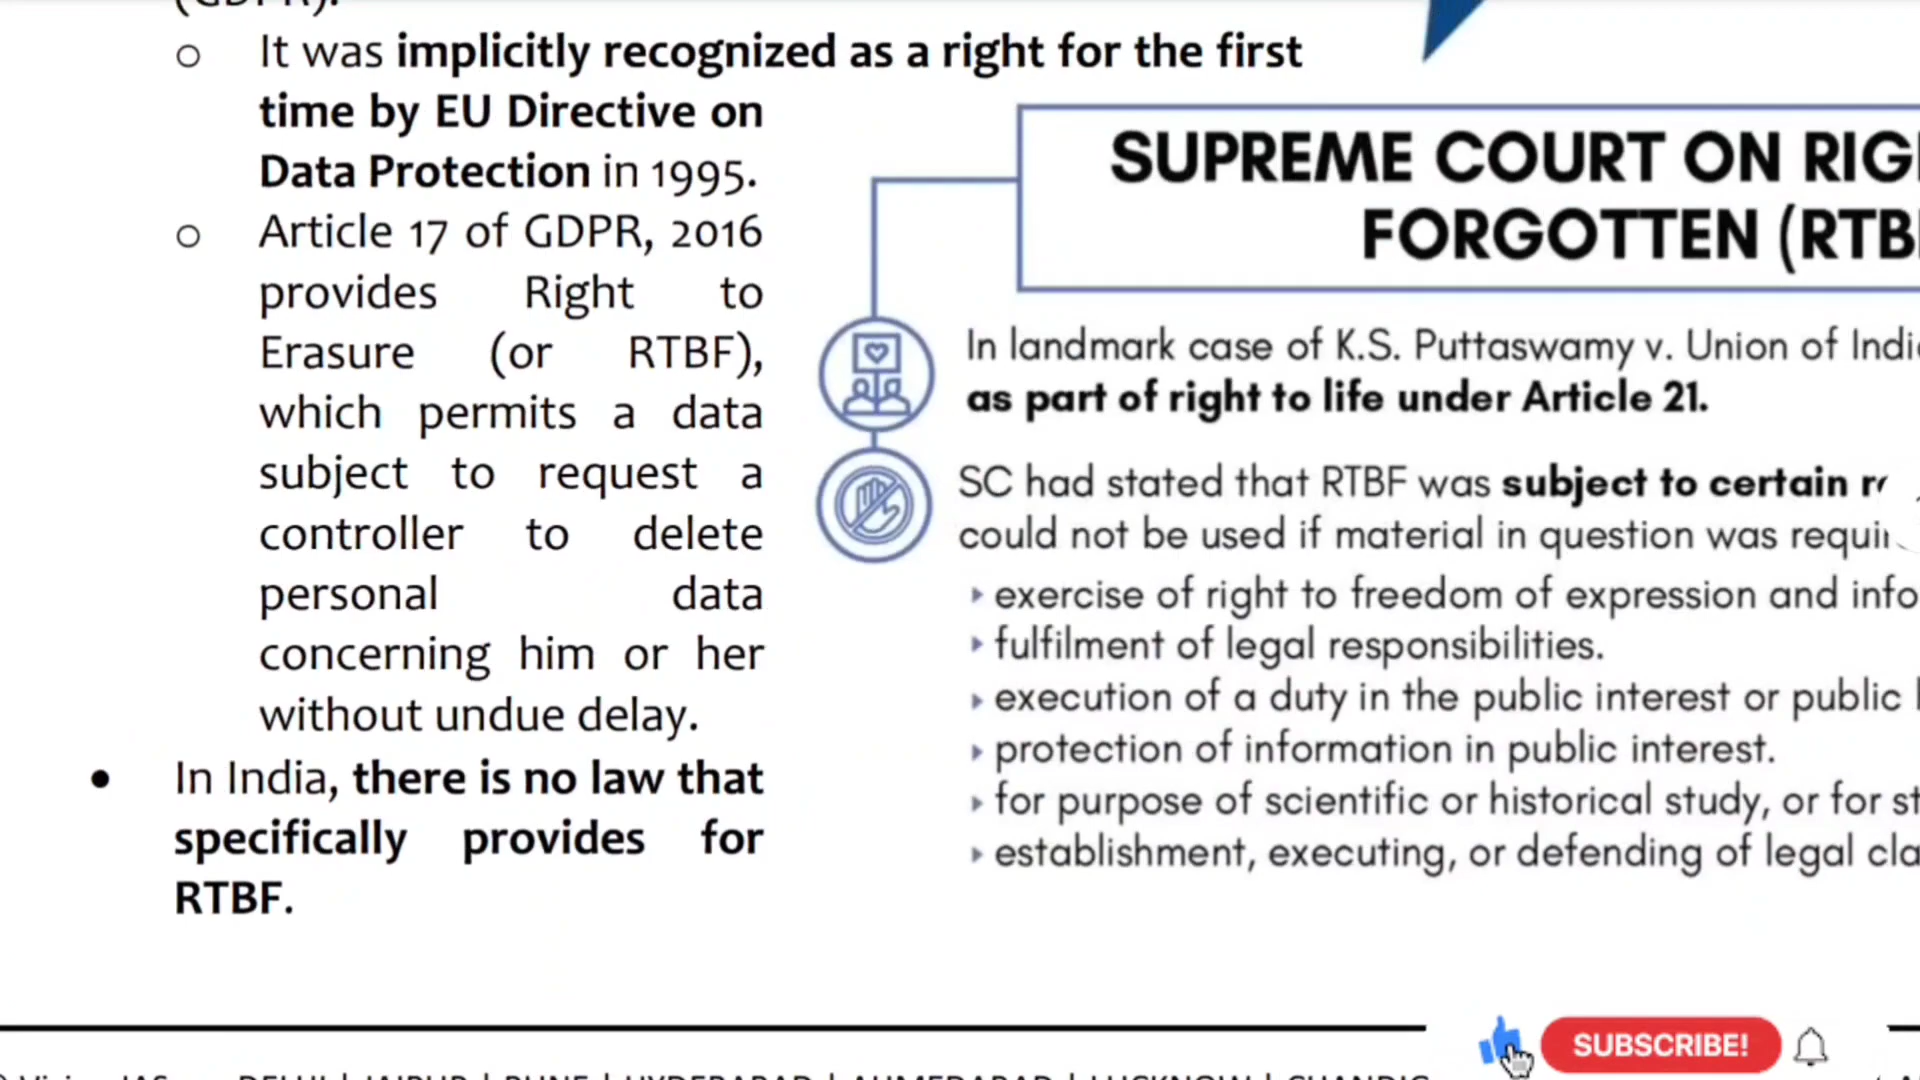 (GDPR).
It was implicitly recognized as a right for the first
time by EU Directive on
Data Protection in 1995.
Article 17 of GDPR, 2016
provides Right to
Erasure (or RTBF),
which permits a data
subject to request a
controller to delete
personal data
concerning him or her
without undue delay.
In India, there is no law that
specifically provides for
RTBF.
SUPREME COURT ON
FORGOTTEN
In landmark case of K.S. Puttaswamy v. Union of
as part of right to life under Article 21.
SC had stated that RTBF was subject to certain
could not be used if material in question was
exercise of right to freedom of expression and
fulfilment of legal responsibilities.
execution of a duty in the public interest or public
protection of information in public interest.
for purpose of scientific or historical study, or for
establishment, executing, or defending of legal
SUBSCRIBE!
DELHI | JAIPUR | PUNE | HYDERABAD | AHMEDABAD | LUCKNOW |